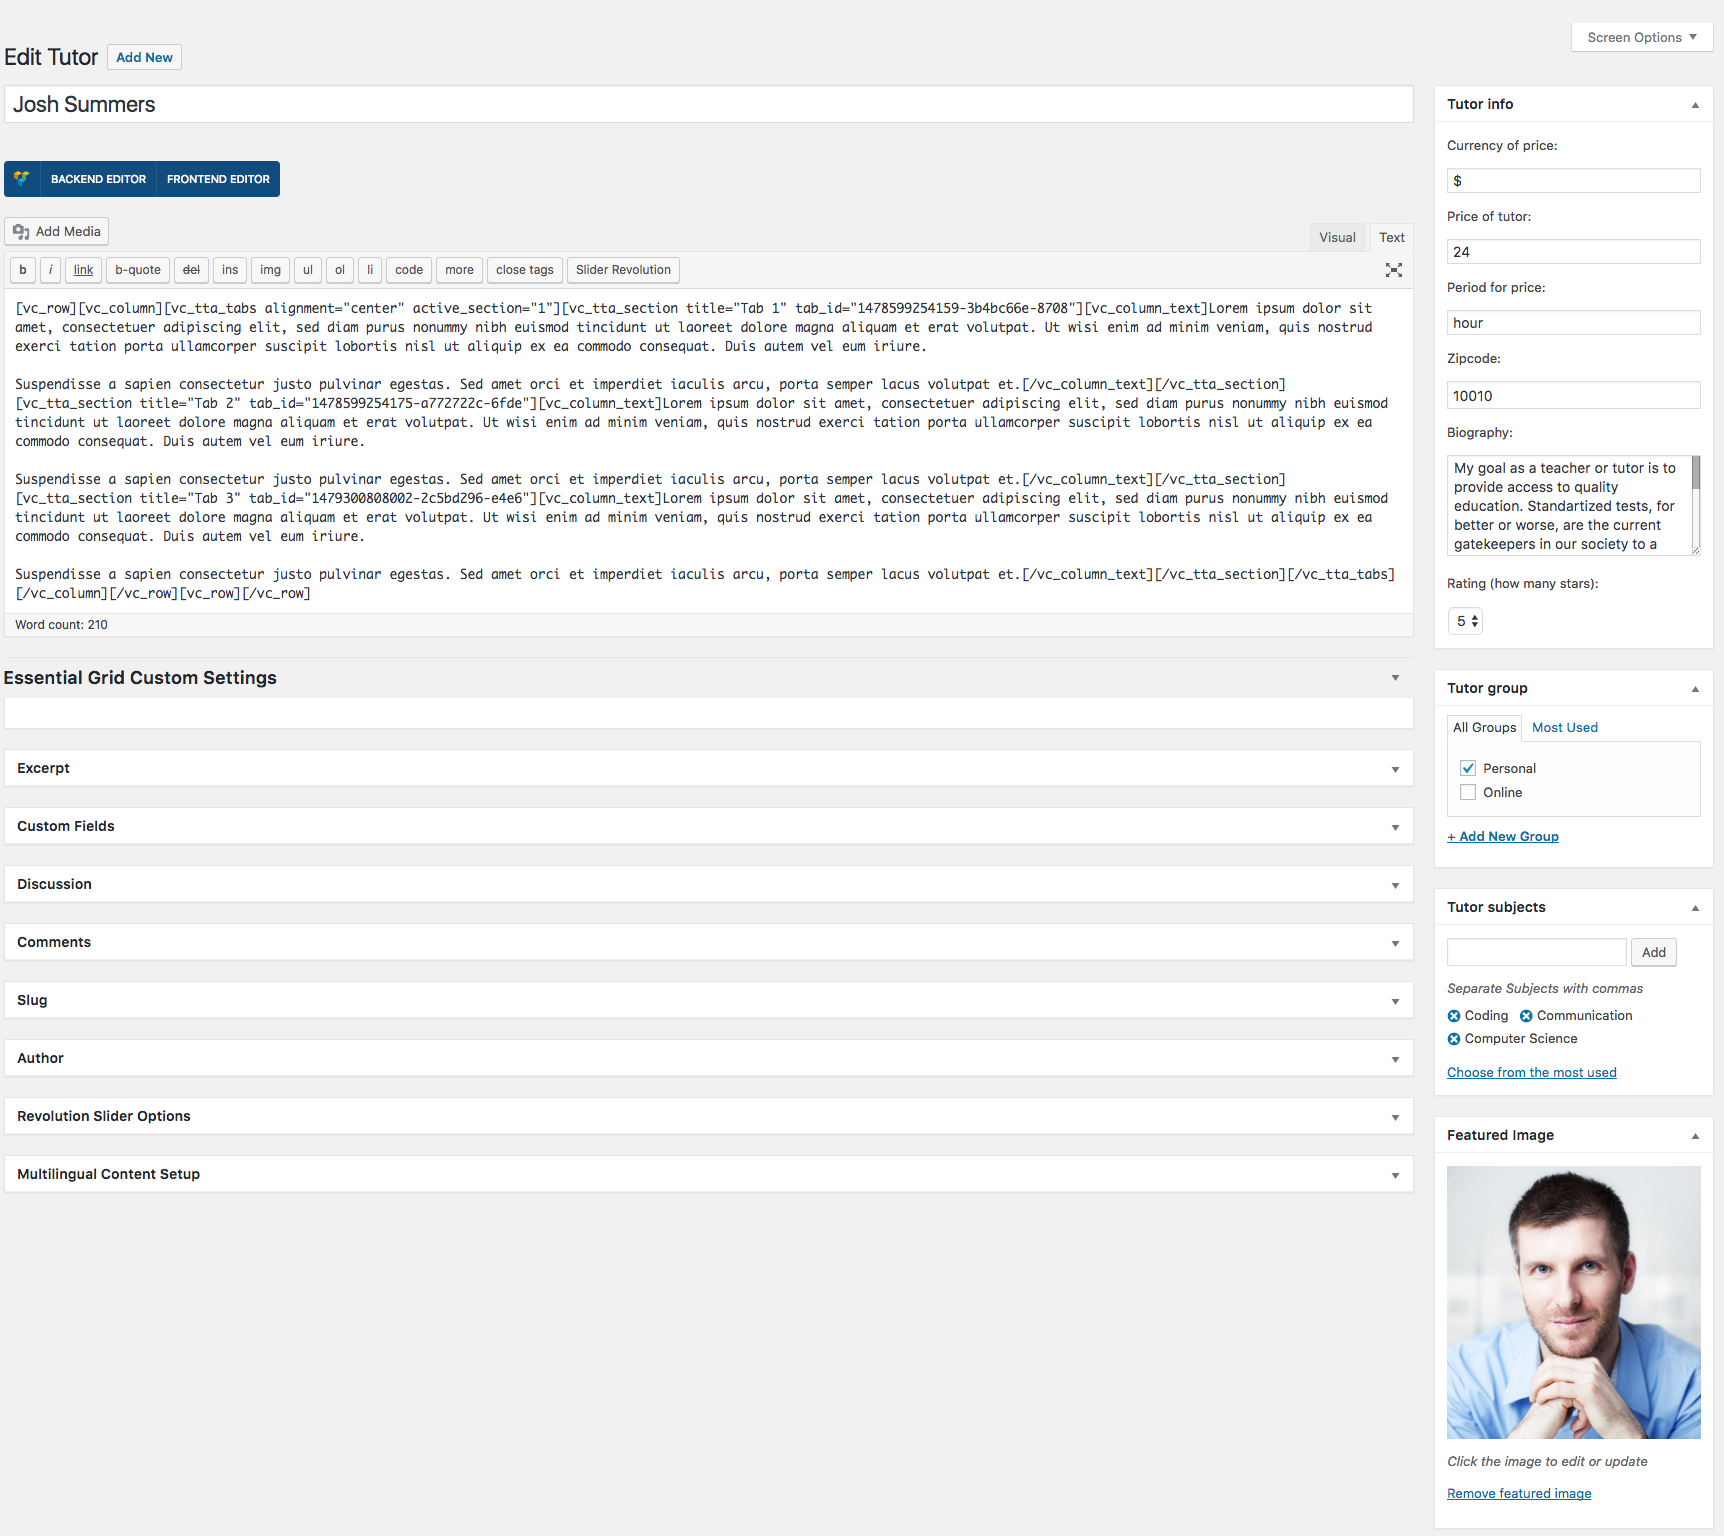 Screen Options
Edit Tutor
Add New
Josh Summers
BACKEND EDITOR
FRONTEND EDITOR
Add Media
Visual
Text
b
i
link
b-quote
del
ins
img
ul
ol
li
code
more
close tags
Slider Revolution
[vc_row][vc_column][vc_tta_tabs alignment="center" active_section="1"][vc_tta_section title="Tab 1" tab_id="1478599254159-3b4bc66e-8708"][vc_column_text]Lorem ipsum dolor sit
amet, consectetuer adipiscing elit, sed diam purus nonummy nibh euismod tincidunt ut laoreet dolore magna aliquam et erat volutpat. Ut wisi enim ad minim veniam, quis nostrud
exerci tation porta ullamcorper suscipit lobortis nisl ut aliquip ex ea commodo consequat. Duis autem vel eum iriure.
Suspendisse a sapien consectetur justo pulvinar egestas. Sed amet orci et imperdiet iaculis arcu, porta semper lacus volutpat et.[/vc_column_text][/vc_tta_section]
[vc_tta_section title="Tab 2" tab_id="1478599254175-a772722c-6fde"][vc_column_text]Lorem ipsum dolor sit amet, consectetuer adipiscing elit, sed diam purus nonummy nibh euismod
tincidunt ut laoreet dolore magna aliquam et erat volutpat. Ut wisi enim ad minim veniam, quis nostrud exerci tation porta ullamcorper suscipit lobortis nisl ut aliquip ex ea
commodo consequat. Duis autem vel eum iriure.
Suspendisse a sapien consectetur justo pulvinar egestas. Sed amet orci et imperdiet iaculis arcu, porta semper lacus volutpat et.[/vc_column_text][/vc_tta_section]
[vc_tta_section title="Tab 3" tab_id="1479300808002-2c5bd296-e4e6"][vc_column_text]Lorem ipsum dolor sit amet, consectetuer adipiscing elit, sed diam purus nonummy nibh euismod
tincidunt ut laoreet dolore magna aliquam et erat volutpat. Ut wisi enim ad minim veniam, quis nostrud exerci tation porta ullamcorper suscipit lobortis nisl ut aliquip ex ea
commodo consequat. Duis autem vel eum iriure.
Suspendisse a sapien consectetur justo pulvinar egestas. Sed amet orci et imperdiet iaculis arcu, porta semper lacus volutpat et.[/vc_column_text][/vc_tta_section][/vc_tta_tabs]
[/vc_column][/vc_row][vc_row][/vc_row]
Word count: 210
Essential Grid Custom Settings
Excerpt
Custom Fields
Discussion
Comments
Slug
Author
Revolution Slider Options
Multilingual Content Setup
Tutor info
Currency of price:
$
Price of tutor:
24
Period for price:
hour
Zipcode:
10010
Biography:
My goal as a teacher or tutor is to
provide access to quality
education. Standartized tests, for
better or worse, are the current
gatekeepers in our society to a
Rating (how many stars):
5
Tutor group
All Groups
Most Used
Personal
Online
+ Add New Group
Tutor subjects
Add
Separate Subjects with commas
Coding
Communication
Computer Science
Choose from the most used
Featured Image
Click the image to edit or update
Remove featured image